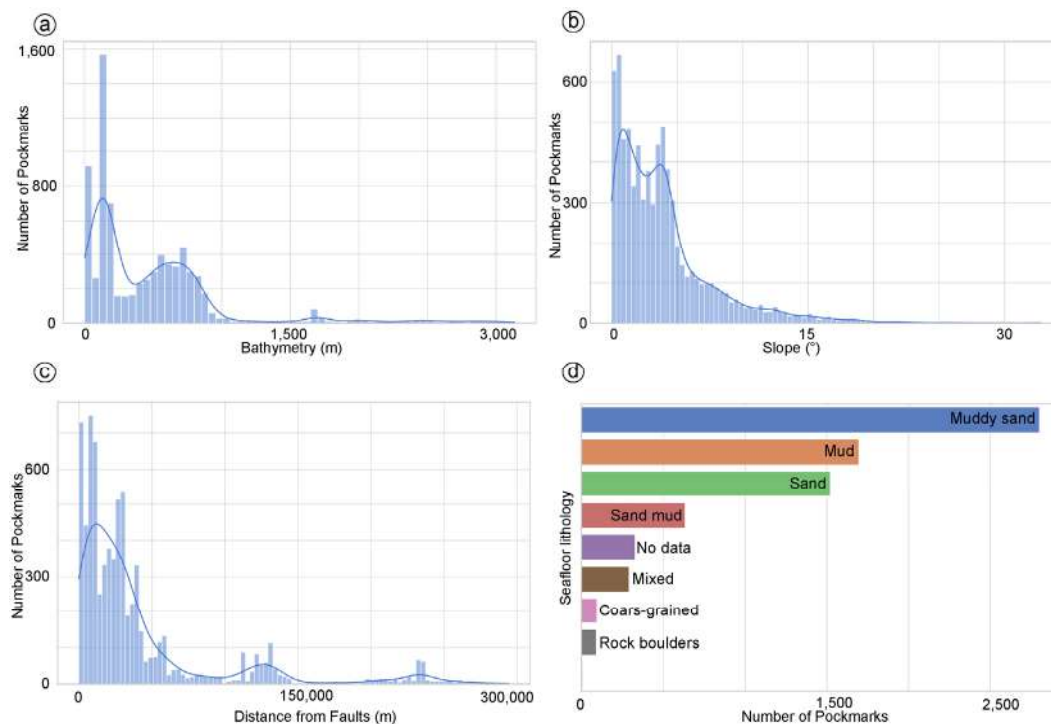 ⓐ
1,600
800
0
Number of Pockmarks
0 1,500 3,000
Bathymetry (m)
ⓑ
600
300
0
Number of Pockmarks
0 15 30
Slope (°)
ⓒ
600
300
0
Number of Pockmarks
0 150,000 300,000
Distance from Faults (m)
ⓓ
Seafloor lithology
Muddy sand
Mud
Sand
Sand mud
No data
Mixed
Coars-grained
Rock boulders
0 1,500 2,500
Number of Pockmarks